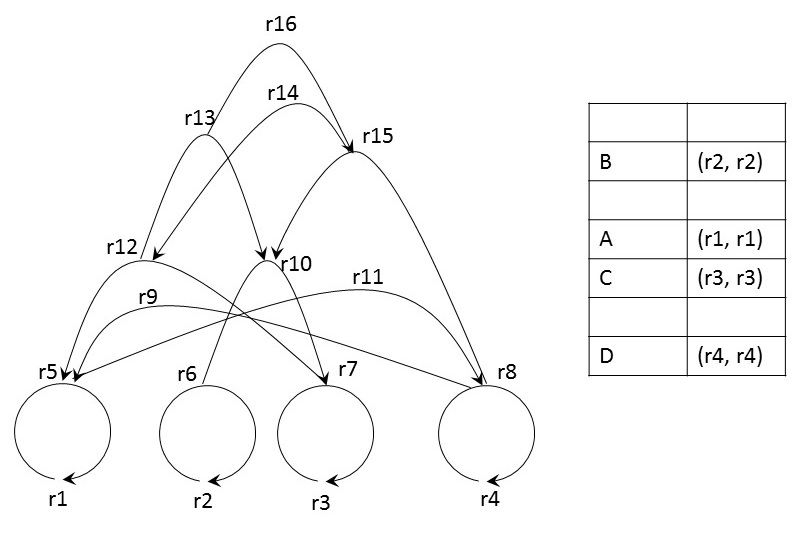 r16
r14
r13
r15
r12
r10
r11
r9
r5
r6
r7
r8
r1
r2
r3
r4
B (r2, r2)
A (r1, r1)
C (r3, r3)
D (r4, r4)